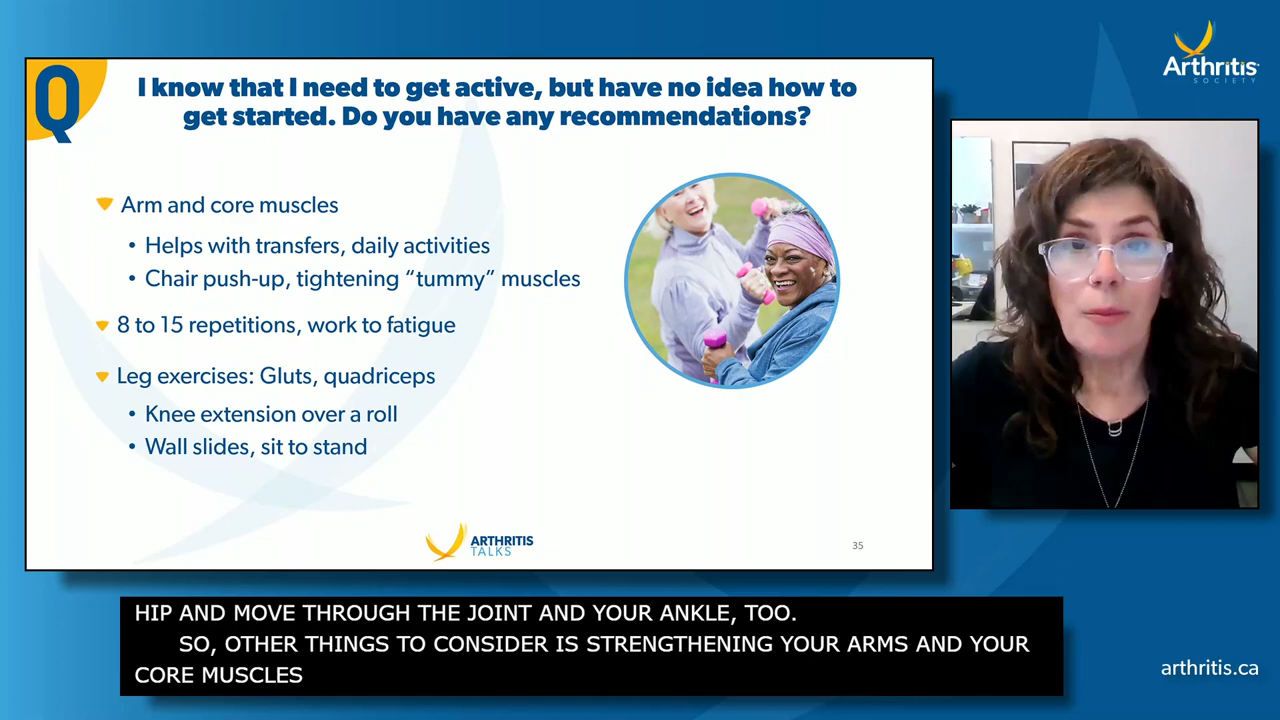 Q
I know that I need to get active, but have no idea how to
get started. Do you have any recommendations?
Arm and core muscles
• Helps with transfers, daily activities
• Chair push-up, tightening “tummy” muscles
8 to 15 repetitions, work to fatigue
Leg exercises: Gluts, quadriceps
• Knee extension over a roll
• Wall slides, sit to stand
ARTHRITIS
TALKS
35
Arthritis
SOCIETY
HIP AND MOVE THROUGH THE JOINT AND YOUR ANKLE, TOO.
SO, OTHER THINGS TO CONSIDER IS STRENGTHENING YOUR ARMS AND YOUR
CORE MUSCLES
arthritis.ca